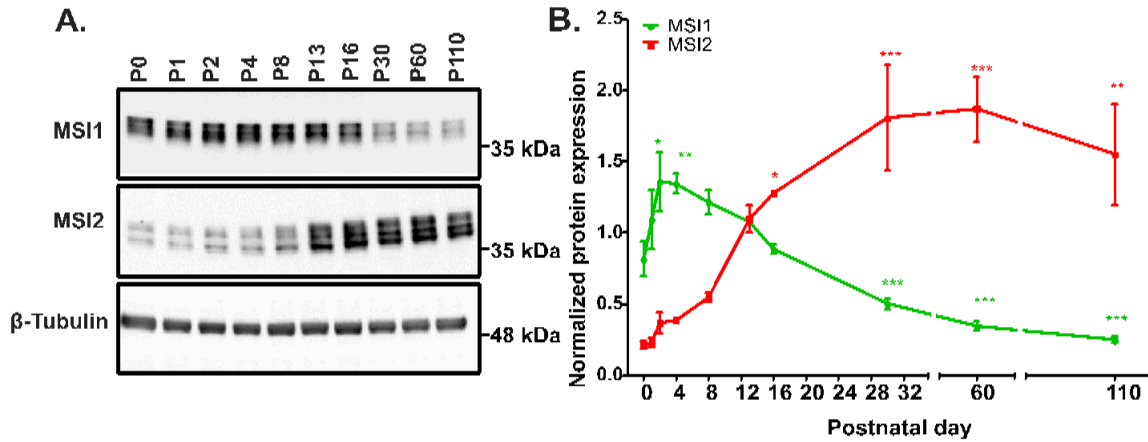 A.
P0 P1 P2 P4 P8 P13 P16 P30 P60 P110
MSI1
35 kDa
MSI2
35 kDa
β-Tubulin
48 kDa
B.
MSI1
MSI2
Normalized protein expression
2.5
2.0
1.5
1.0
0.5
0.0
* ** * *** *** **
*** *** ***
0 4 8 12 16 20 24 28 32 60 110
Postnatal day